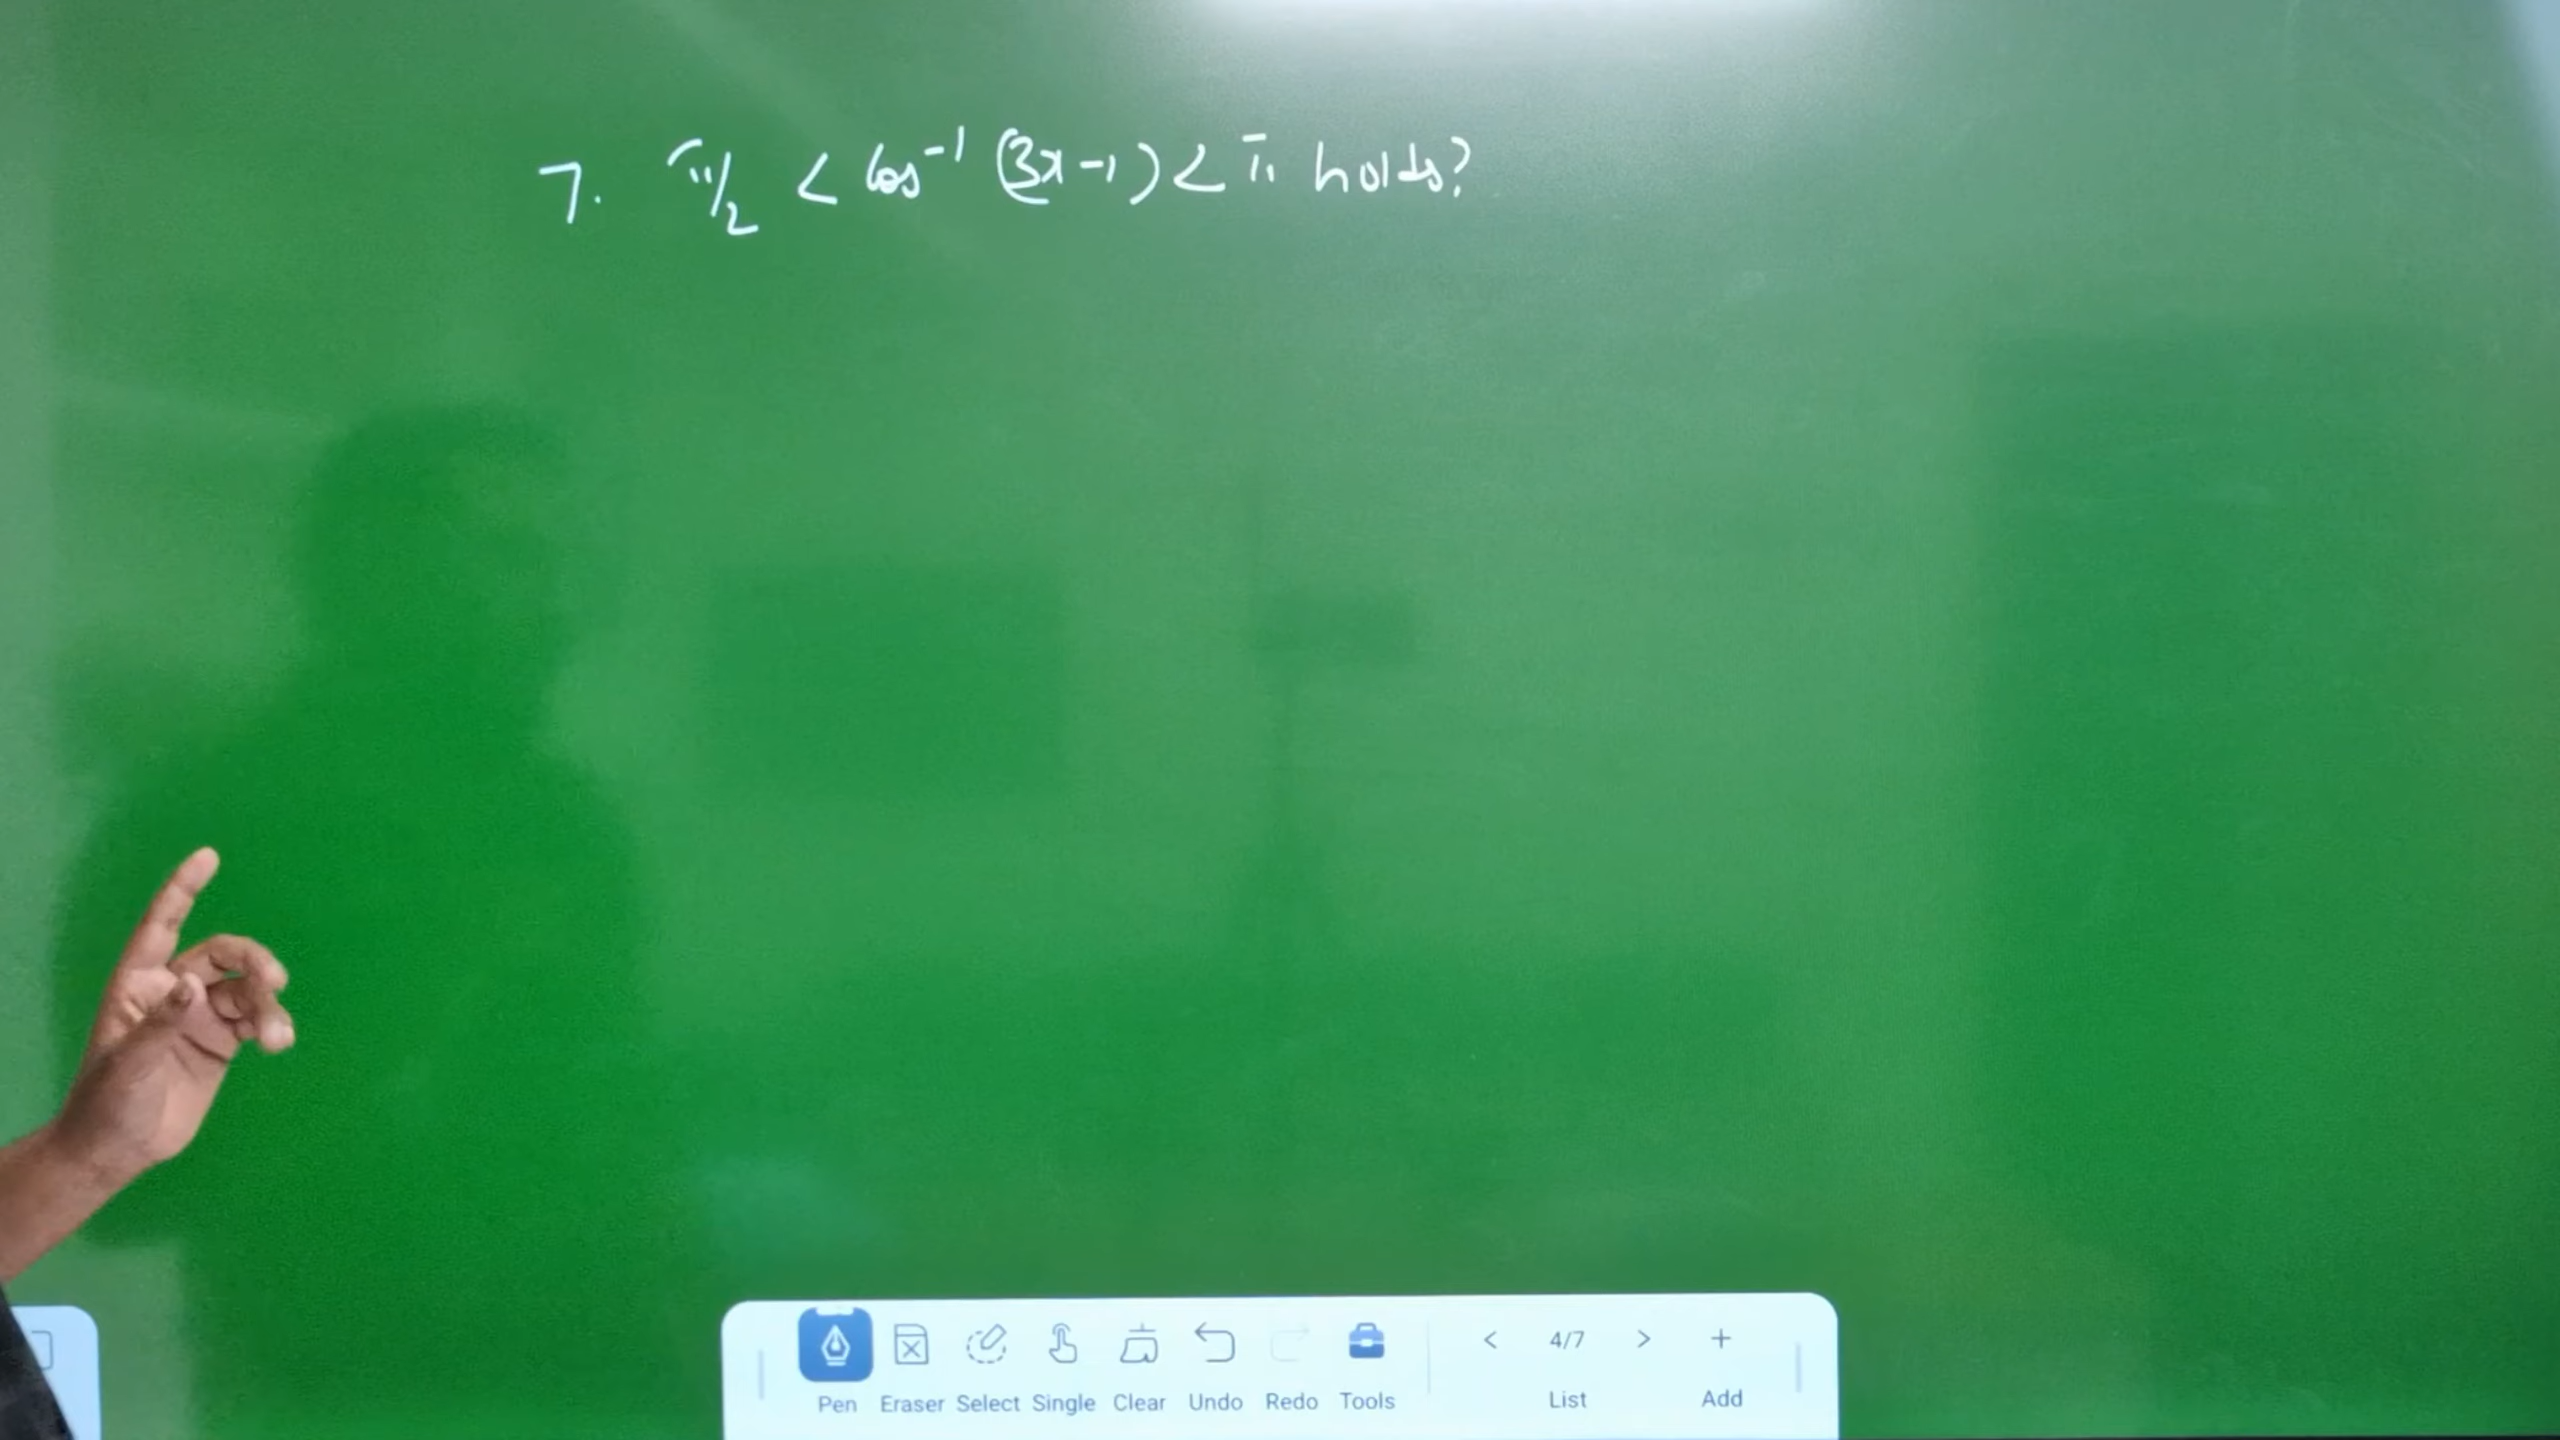 7. π/2 < cos⁻¹ (3x-1) < π holds?
Pen Eraser Select Single Clear Undo Redo Tools < 4/7 > +
List Add